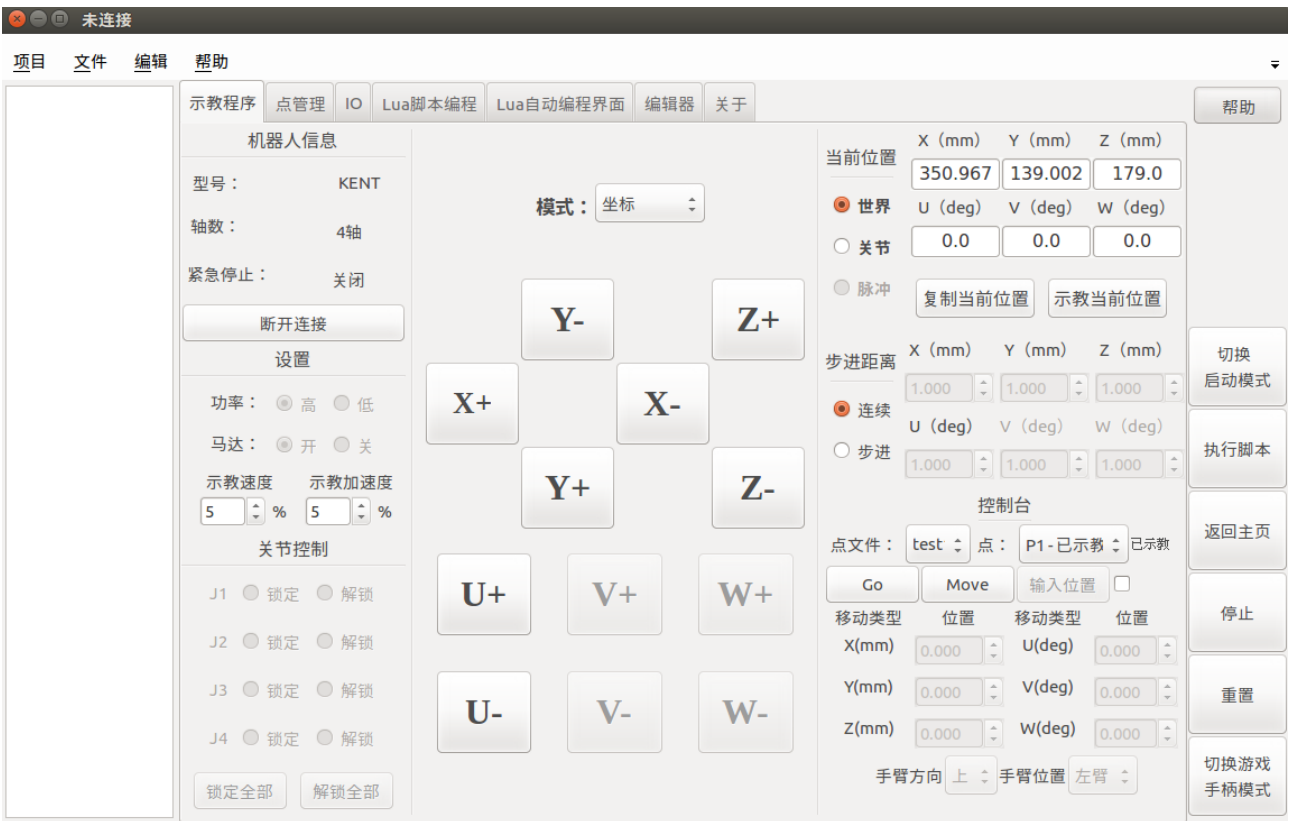 未连接
项目 文件 编辑 帮助
示教程序 点管理 IO Lua脚本编程 Lua自动编程界面 编辑器 关于
帮助
机器人信息
型号： KENT
轴数： 4轴
紧急停止： 关闭
断开连接
设置
功率： 高 低
马达： 开 关
示教速度 示教加速度
5 % 5 %
关节控制
J1 锁定 解锁
J2 锁定 解锁
J3 锁定 解锁
J4 锁定 解锁
锁定全部 解锁全部
模式： 坐标
Y- Z+
X+ X-
Y+ Z-
U+ V+ W+
U- V- W-
当前位置
X（mm） Y（mm） Z（mm）
350.967 139.002 179.0
世界
U（deg） V（deg） W（deg）
关节
0.0 0.0 0.0
脉冲
复制当前位置 示教当前位置
步进距离
X（mm） Y（mm） Z（mm）
1.000 1.000 1.000
连续
U（deg） V（deg） W（deg）
步进
1.000 1.000 1.000
控制台
点文件： test 点： P1-已示教 已示教
Go Move 输入位置
移动类型 位置 移动类型 位置
X(mm) 0.000 U(deg) 0.000
Y(mm) 0.000 V(deg) 0.000
Z(mm) 0.000 W(deg) 0.000
手臂方向 上 手臂位置 左臂
切换
启动模式
执行脚本
返回主页
停止
重置
切换游戏
手柄模式